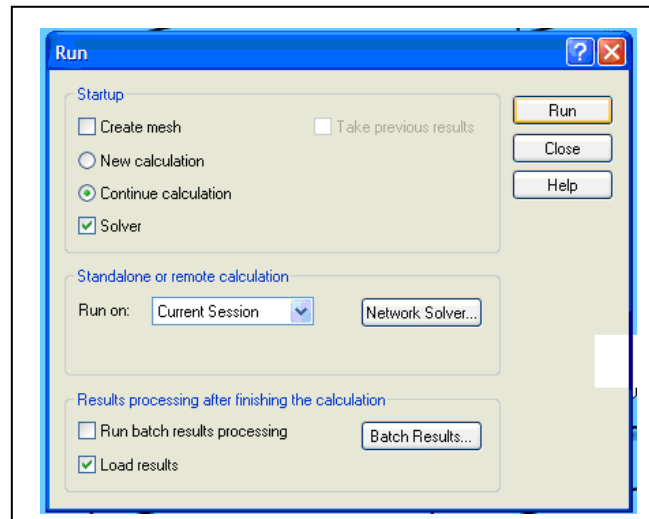 Run
Startup
Create mesh
Take previous results
New calculation
Continue calculation
Solver
Run
Close
Help
Standalone or remote calculation
Run on:
Current Session
Network Solver...
Results processing after finishing the calculation
Run batch results processing
Batch Results...
Load results